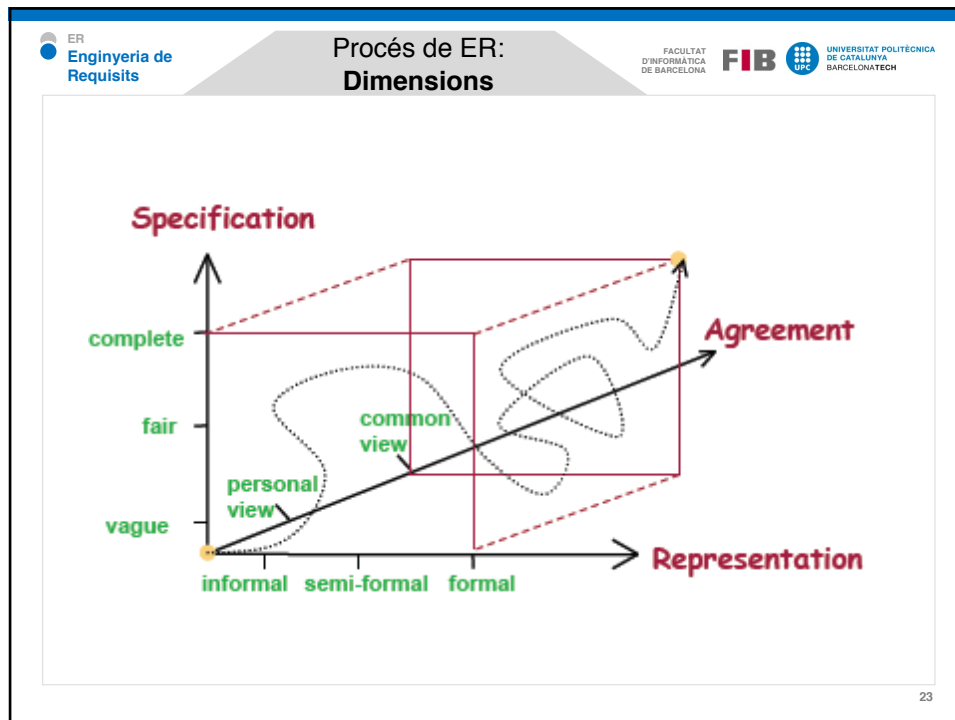 ER
Enginyeria de
Requisits
Procés de ER:
Dimensions
FACULTAT
D'INFORMÀTICA
DE BARCELONA
FIB
UPC
UNIVERSITAT POLITÈCNICA
DE CATALUNYA
BARCELONATECH
Specification
complete
Agreement
fair
common
view
personal
view
vague
Representation
informal semi-formal formal
23